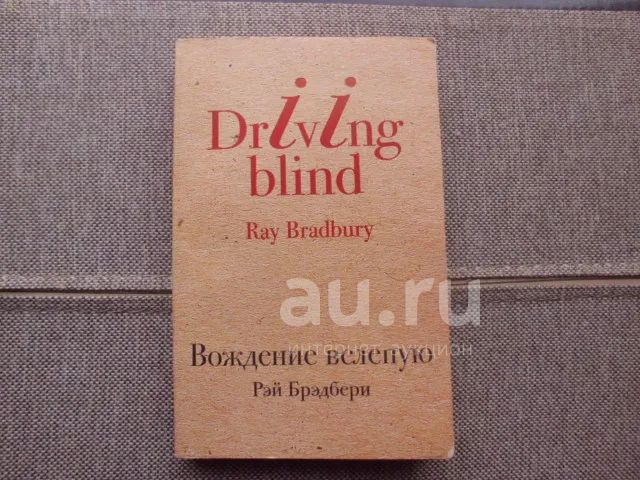 Driving
blind
Ray Bradbury
au.ru
интернет-аукцион
Вождение вслепую
Рэй Брэдбери